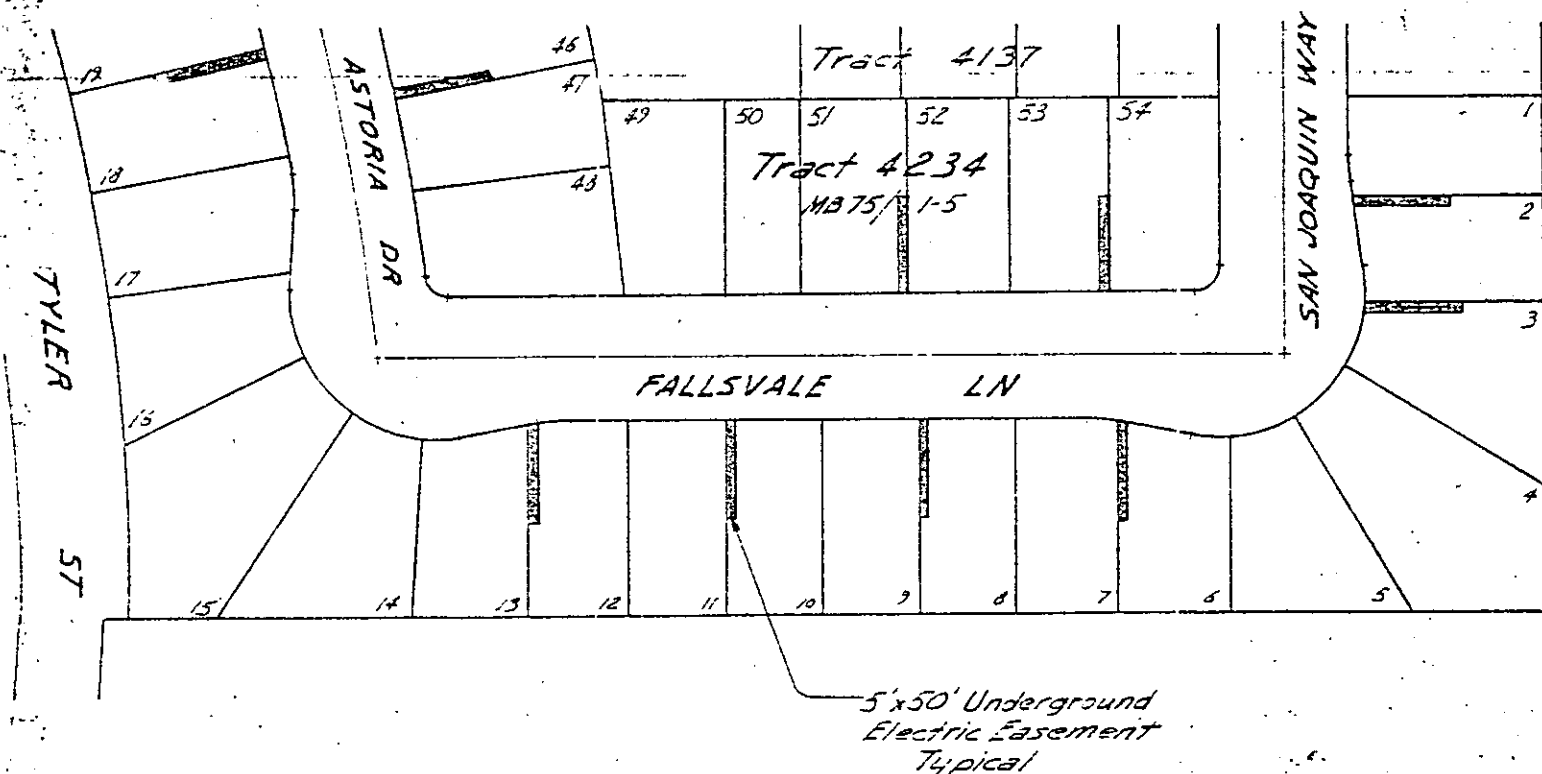 Tract 4137
Tract 4234
MB 75/ 1-5
ASTORIA DR
SAN JOAQUIN WAY
TYLER ST
FALLSVALE LN
19
18
17
16
15
14
13
12
11
10
9
8
7
6
5
4
3
2
1
46
47
48
49
50
51
52
53
54
5'x50' Underground
Electric Easement
Typical